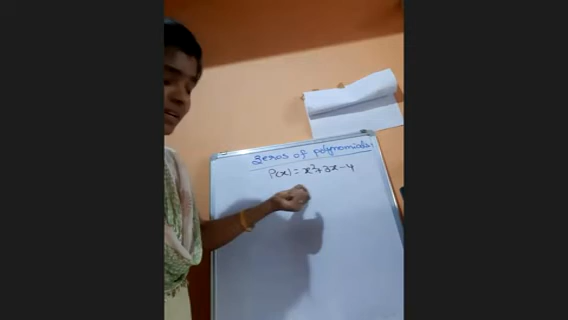 zeros of polynomials:
P(x) = x²+3x-4